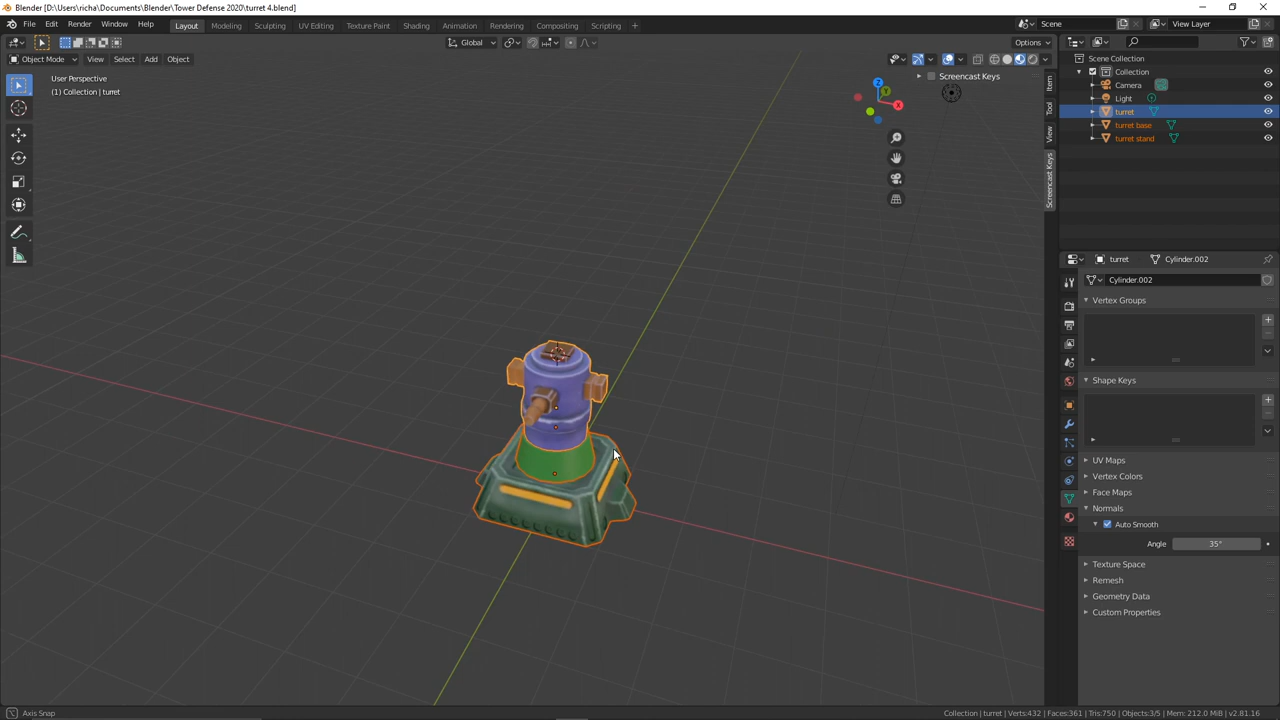 Blender [D:\Users\richa\Documents\Blender\Tower Defense 2020\turret 4.blend]
File Edit Render Window Help Layout Modeling Sculpting UV Editing Texture Paint Shading Animation Rendering Compositing Scripting + Scene View Layer
Global Options
Object Mode View Select Add Object
User Perspective
(1) Collection | turret
Screencast Keys
Z
Y
X
Item
Tool
View
Screencast Keys
Scene Collection
Collection
Camera
Light
turret
turret base
turret stand
turret Cylinder.002
Cylinder.002
Vertex Groups
Shape Keys
UV Maps
Vertex Colors
Face Maps
Normals
Auto Smooth
Angle 35°
Texture Space
Remesh
Geometry Data
Custom Properties
Axis Snap
Collection | turret | Verts:432 | Faces:361 | Tris:750 | Objects:3/5 | Mem: 212.0 MiB | v2.81.16